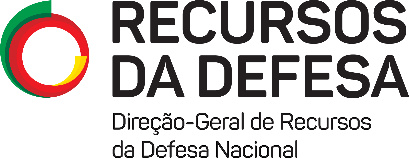 RECURSOS
DA DEFESA
Direção-Geral de Recursos
da Defesa Nacional